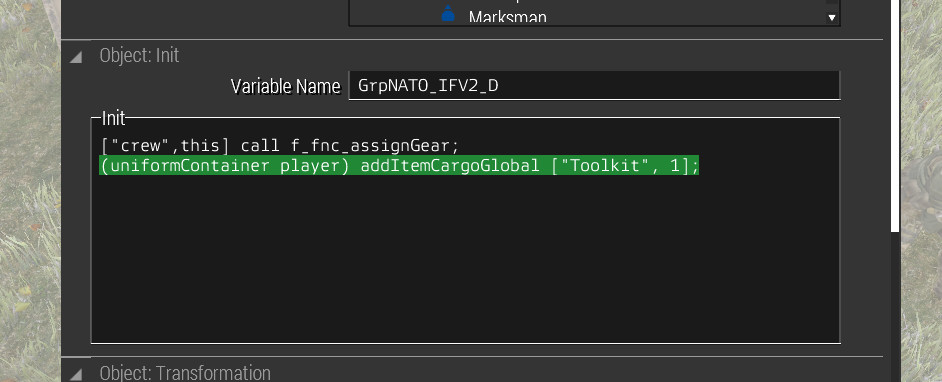 Marksman
Object: Init
Variable Name
GrpNATO_IFV2_D
Init
["crew",this] call f_fnc_assignGear;
(uniformContainer player) addItemCargoGlobal ["Toolkit", 1];
Object: Transformation